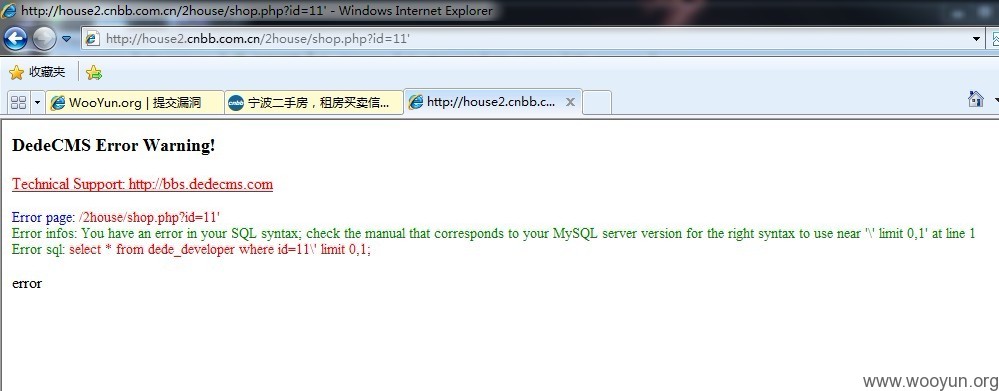 http://house2.cnbb.com.cn/2house/shop.php?id=11' - Windows Internet Explorer
http://house2.cnbb.com.cn/2house/shop.php?id=11'
收藏夹
WooYun.org | 提交漏洞
cnbb 宁波二手房，租房买卖信...
http://house2.cnbb.c...
DedeCMS Error Warning!
Technical Support: http://bbs.dedecms.com
Error page: /2house/shop.php?id=11'
Error infos: You have an error in your SQL syntax; check the manual that corresponds to your MySQL server version for the right syntax to use near '\' limit 0,1' at line 1
Error sql: select * from dede_developer where id=11\' limit 0,1;
error
www.wooyun.org